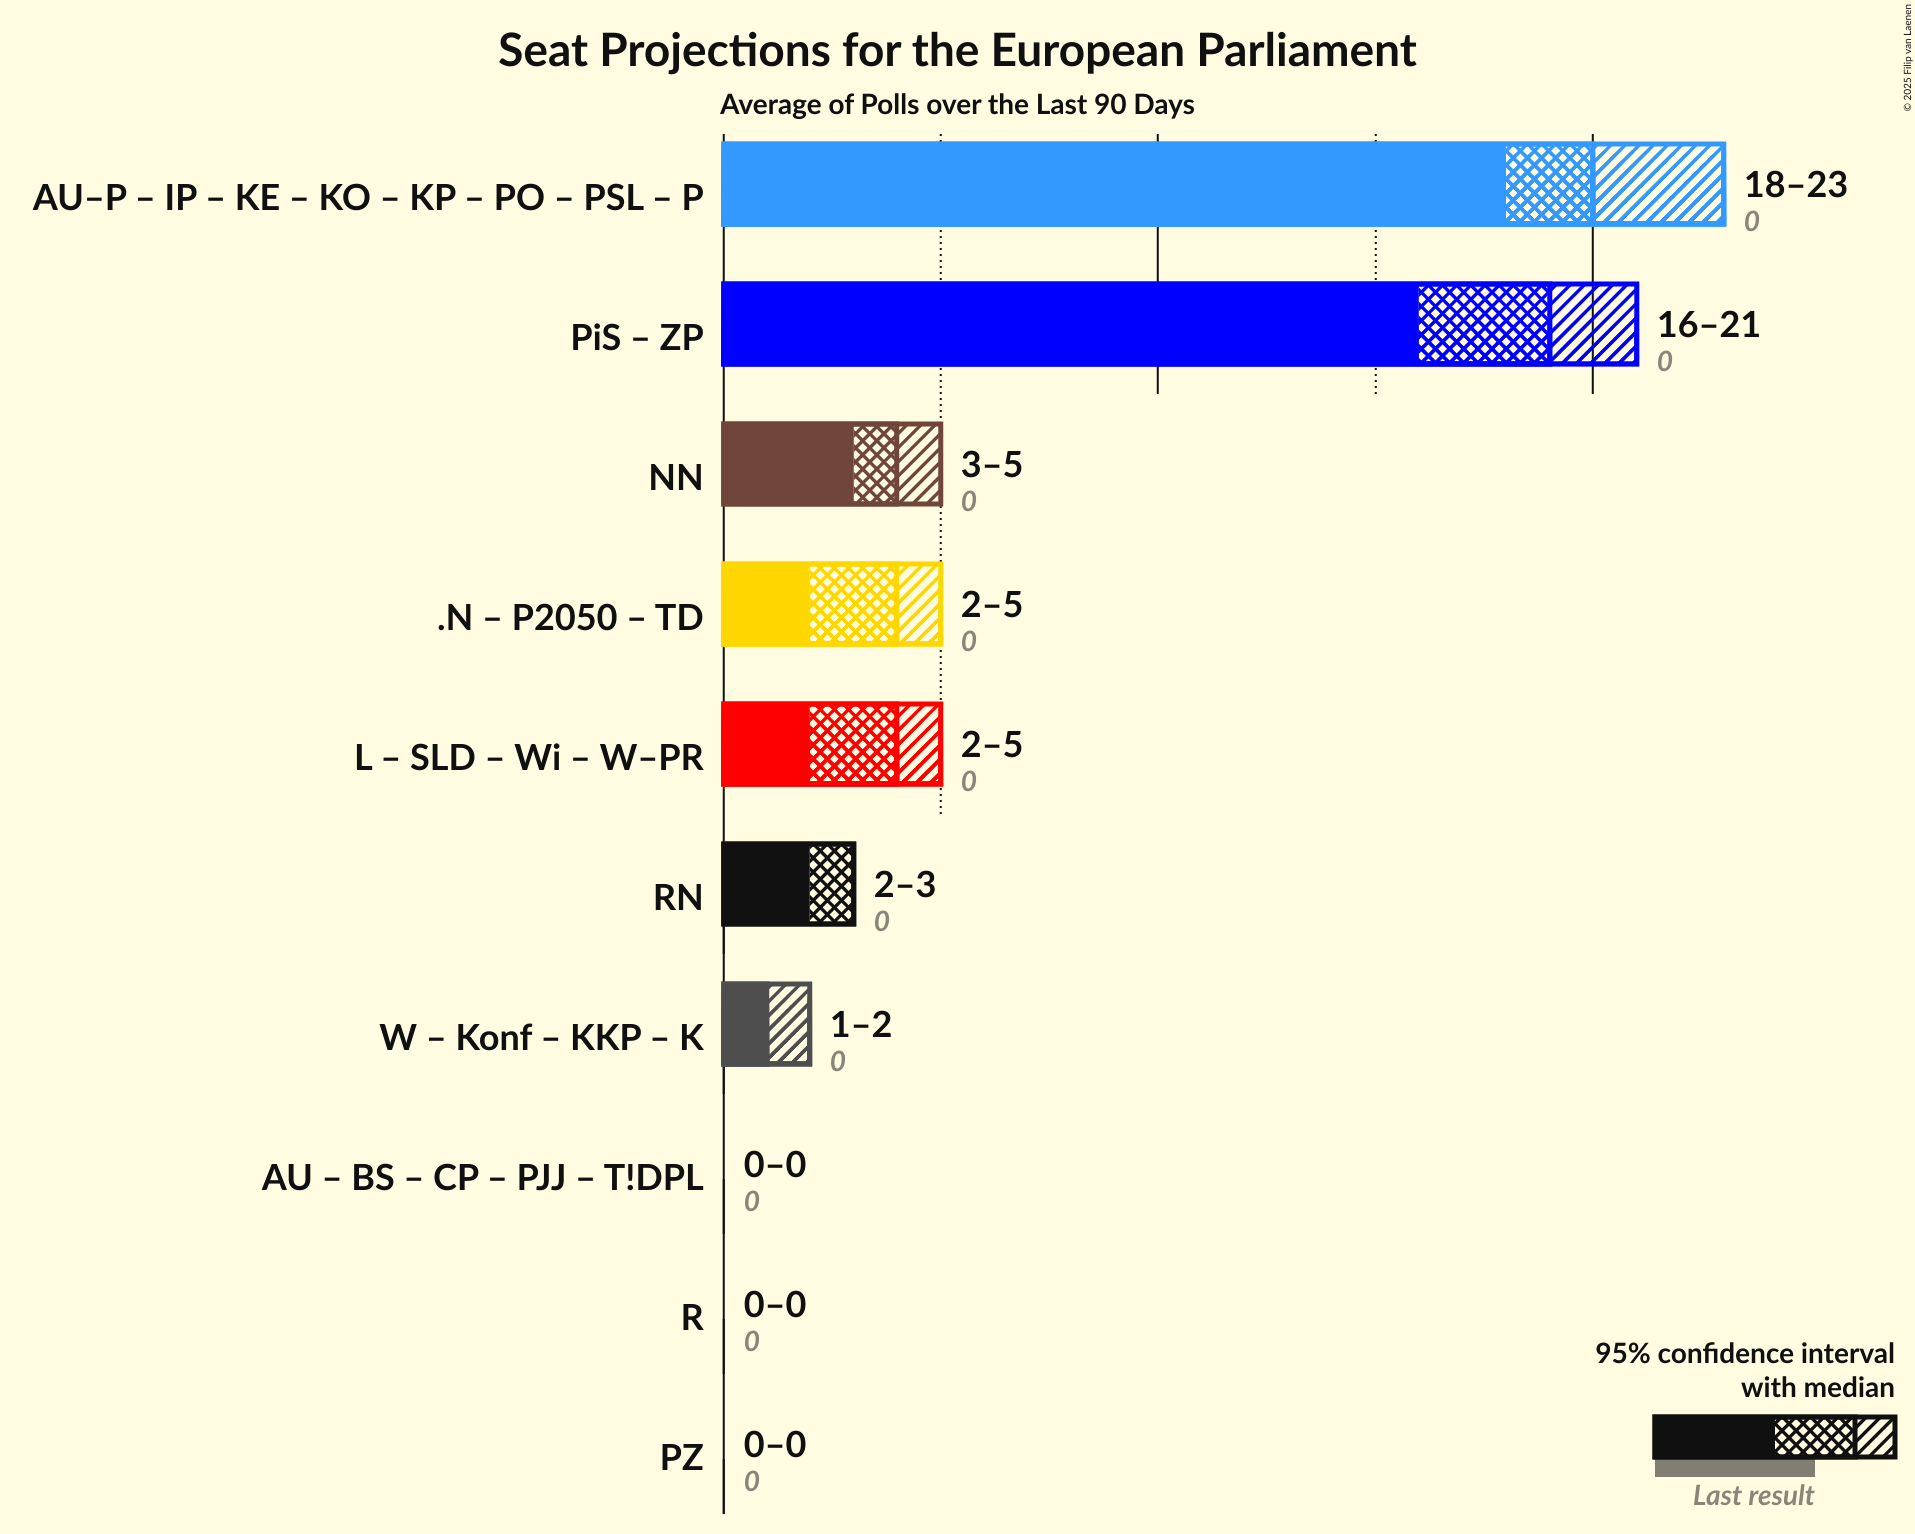 Seat Projections for the European Parliament
Average of Polls over the Last 90 Days
© 2025 Filip van Laenen
AU–P – IP – KE – KO – KP – PO – PSL – P
18–23
0
PiS – ZP
16–21
0
NN
3–5
0
.N – P2050 – TD
2–5
0
L – SLD – Wi – W–PR
2–5
0
RN
2–3
0
W – Konf – KKP – K
1–2
0
AU – BS – CP – PJJ – T!DPL
0–0
0
R
0–0
0
PZ
0–0
0
95% confidence interval
with median
Last result